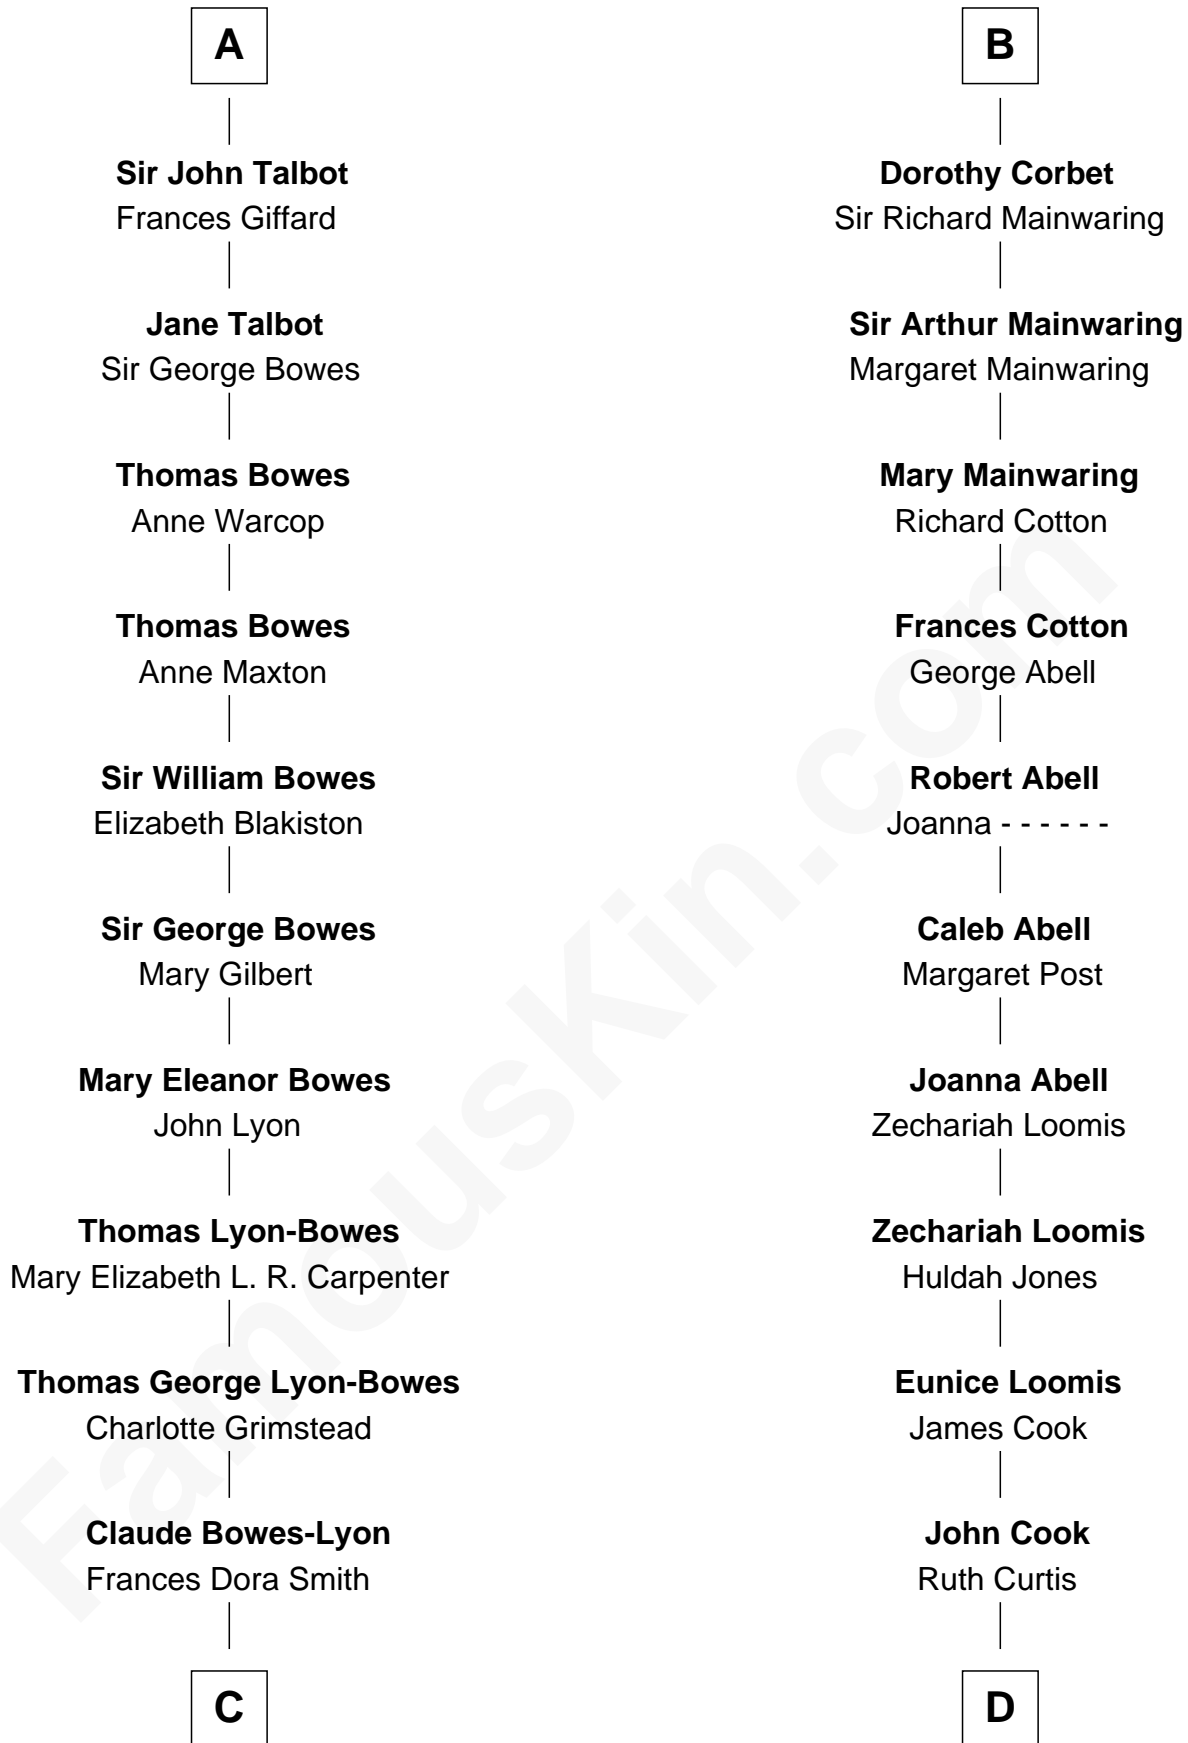 A
Sir John Talbot
Frances Giffard
Jane Talbot
Sir George Bowes
Thomas Bowes
Anne Warcop
Thomas Bowes
Anne Maxton
Sir William Bowes
Elizabeth Blakiston
Sir George Bowes
Mary Gilbert
Mary Eleanor Bowes
John Lyon
Thomas Lyon-Bowes
Mary Elizabeth L. R. Carpenter
Thomas George Lyon-Bowes
Charlotte Grimstead
Claude Bowes-Lyon
Frances Dora Smith
C
B
Dorothy Corbet
Sir Richard Mainwaring
Sir Arthur Mainwaring
Margaret Mainwaring
Mary Mainwaring
Richard Cotton
Frances Cotton
George Abell
Robert Abell
Joanna - - - - - -
Caleb Abell
Margaret Post
Joanna Abell
Zechariah Loomis
Zechariah Loomis
Huldah Jones
Eunice Loomis
James Cook
John Cook
Ruth Curtis
D
FamousKin.com